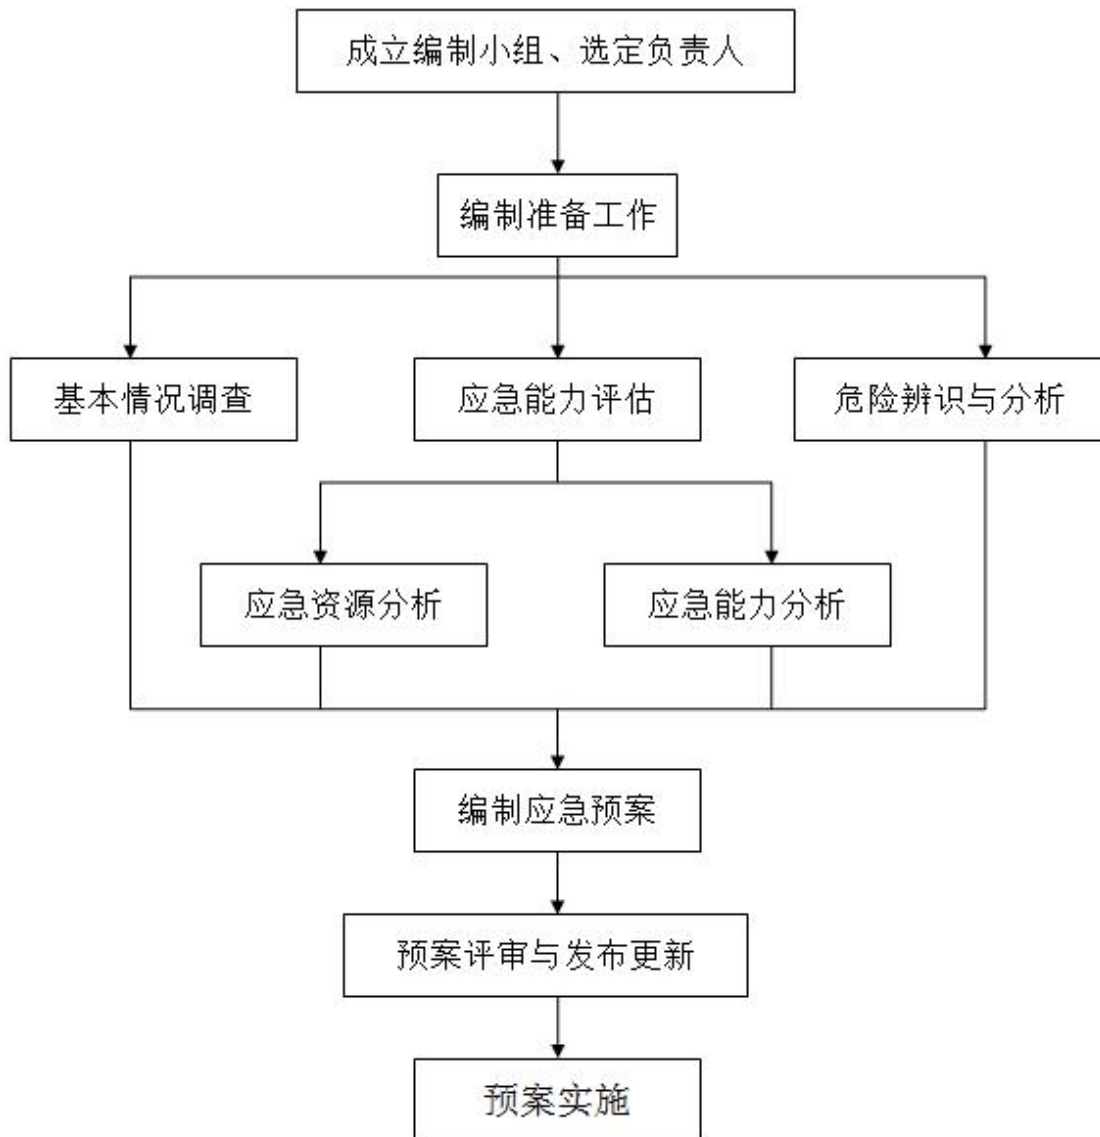 成立编制小组、选定负责人
编制准备工作
基本情况调查
应急能力评估
危险辨识与分析
应急资源分析
应急能力分析
编制应急预案
预案评审与发布更新
预案实施